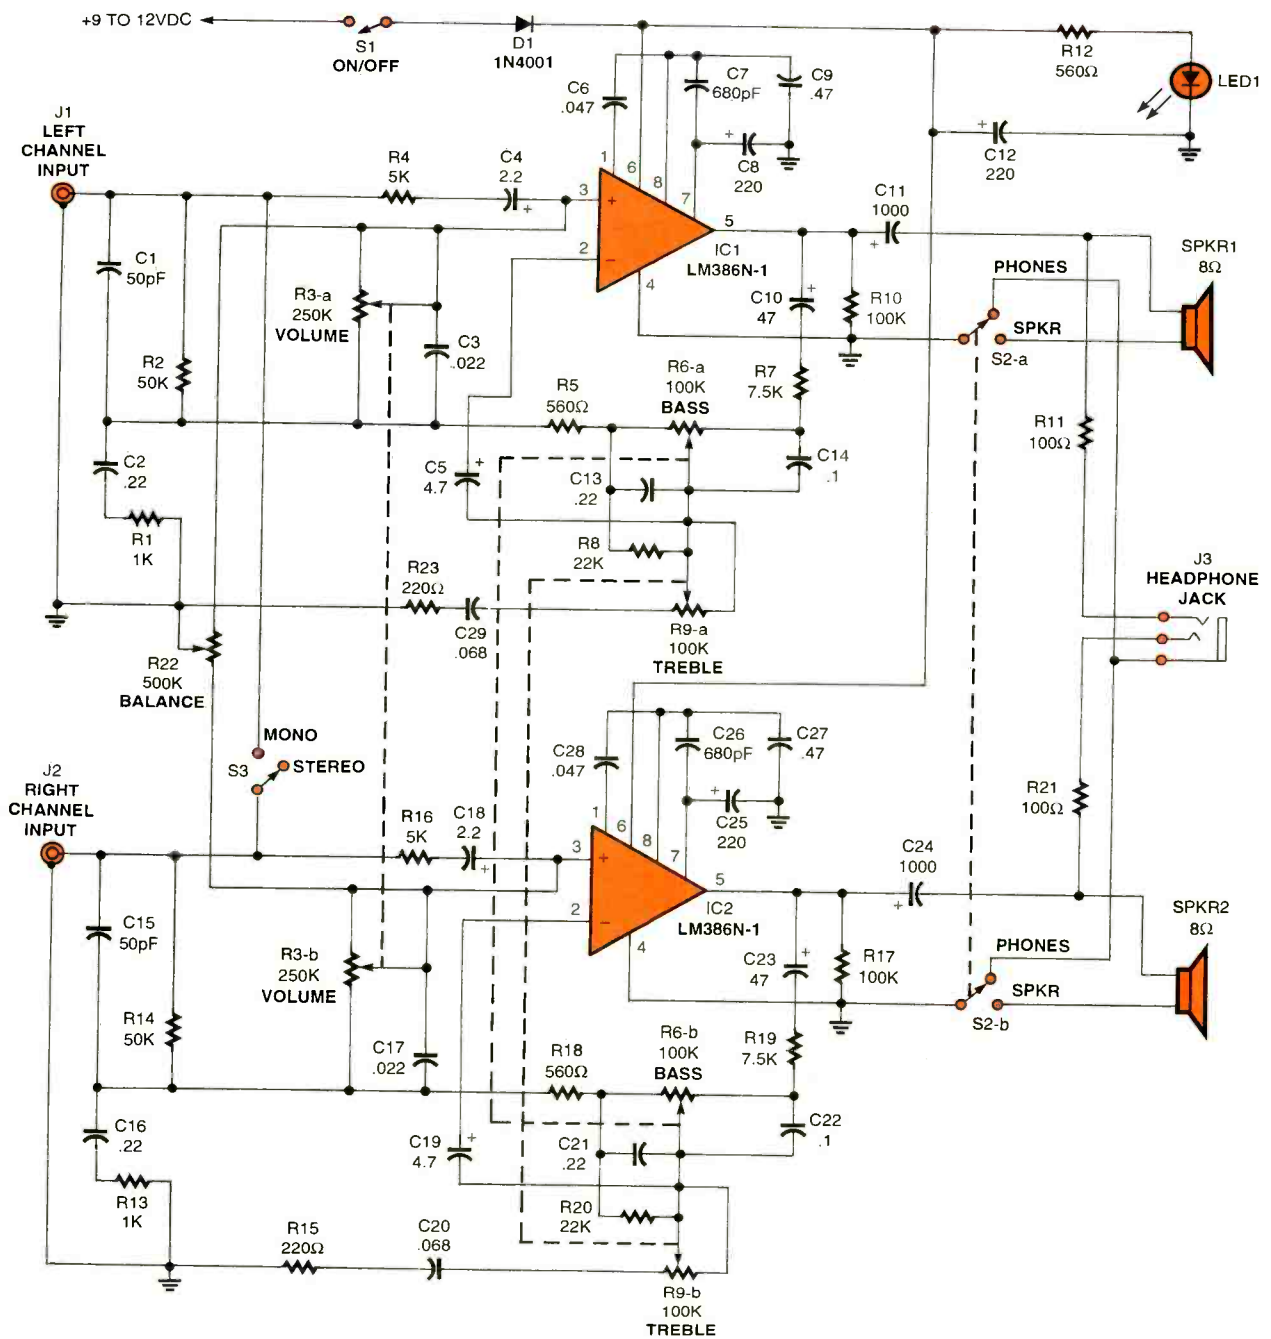 +9 TO 12VDC
S1
ON/OFF
D1
1N4001
R12
560Ω
LED1
C6
.047
C7
680pF
C9
.47
C8
220
C12
220
J1
LEFT
CHANNEL
INPUT
R4
5K
C4
2.2
+
1
6
8
7
3
+
2
−
4
5
IC1
LM386N-1
C11
1000
+
PHONES
SPKR
S2-a
SPKR1
8Ω
C1
50pF
R2
50K
R3-a
250K
VOLUME
C3
.022
C10
47
+
R10
100K
R5
560Ω
R6-a
100K
BASS
R7
7.5K
R11
100Ω
C2
.22
R1
1K
C5
4.7
+
C13
.22
C14
.1
R8
22K
R23
220Ω
C29
.068
R9-a
100K
TREBLE
J3
HEADPHONE
JACK
R22
500K
BALANCE
MONO
S3
STEREO
C28
.047
C26
680pF
C27
.47
+
C25
220
R21
100Ω
J2
RIGHT
CHANNEL
INPUT
R16
5K
C18
2.2
+
1
6
8
7
3
+
2
−
4
5
IC2
LM386N-1
C24
1000
+
PHONES
SPKR
S2-b
SPKR2
8Ω
C15
50pF
R14
50K
R3-b
250K
VOLUME
C17
.022
C23
47
+
R17
100K
R18
560Ω
R6-b
100K
BASS
R19
7.5K
C16
.22
R13
1K
C19
4.7
+
C21
.22
C22
.1
R20
22K
R15
220Ω
C20
.068
R9-b
100K
TREBLE